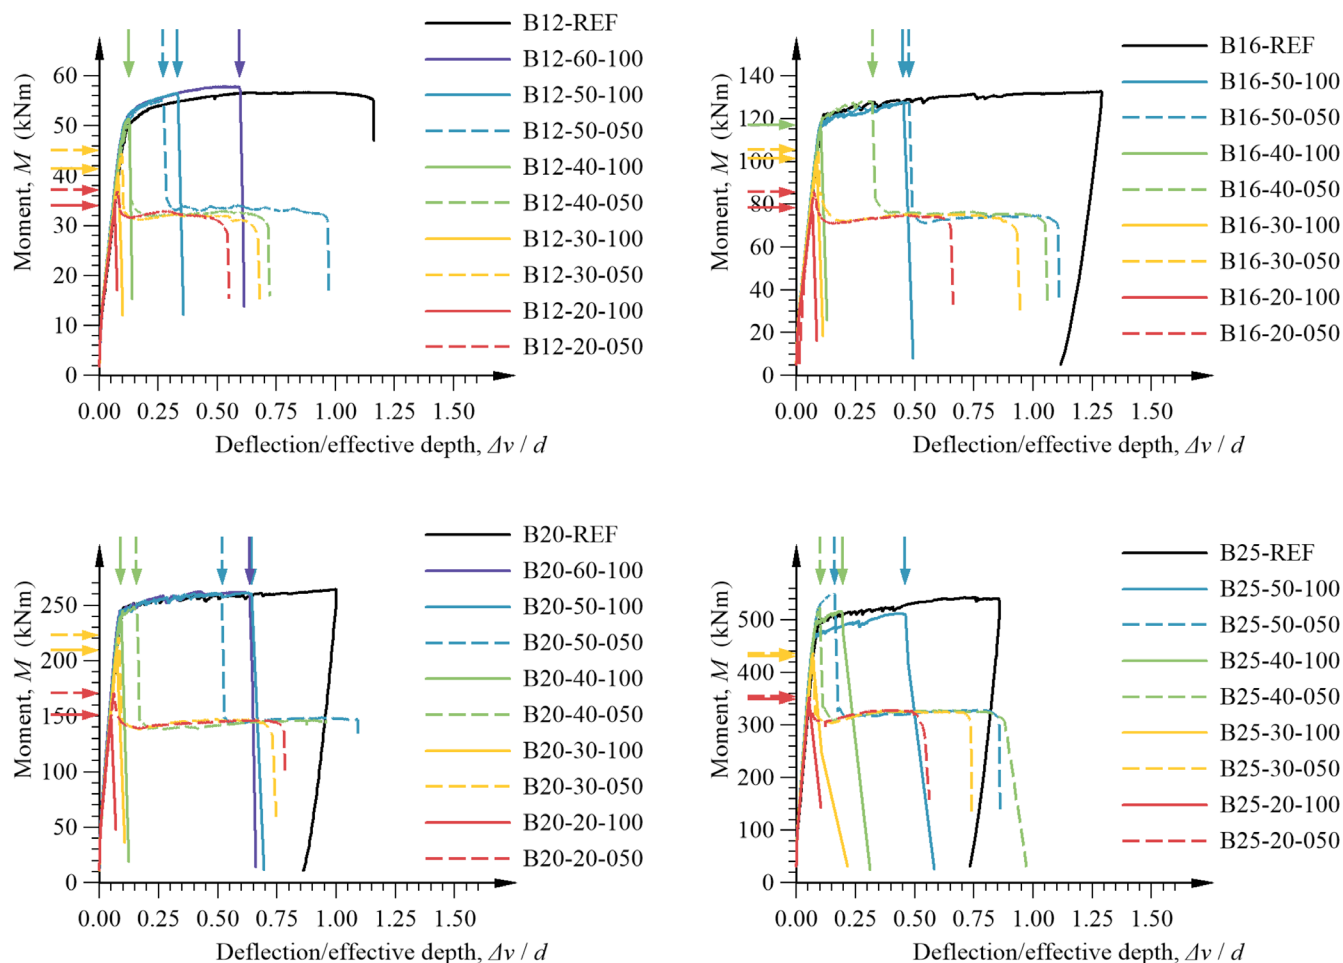 B12-REF
B12-60-100
B12-50-100
B12-50-050
B12-40-100
B12-40-050
B12-30-100
B12-30-050
B12-20-100
B12-20-050
Moment, M (kNm)
60
50
40
30
20
10
0
0.00 0.25 0.50 0.75 1.00 1.25 1.50
Deflection/effective depth, Δv / d
B16-REF
B16-50-100
B16-50-050
B16-40-100
B16-40-050
B16-30-100
B16-30-050
B16-20-100
B16-20-050
Moment, M (kNm)
140
120
100
80
60
40
20
0
0.00 0.25 0.50 0.75 1.00 1.25 1.50
Deflection/effective depth, Δv / d
B20-REF
B20-60-100
B20-50-100
B20-50-050
B20-40-100
B20-40-050
B20-30-100
B20-30-050
B20-20-100
B20-20-050
Moment, M (kNm)
250
200
150
100
50
0
0.00 0.25 0.50 0.75 1.00 1.25 1.50
Deflection/effective depth, Δv / d
B25-REF
B25-50-100
B25-50-050
B25-40-100
B25-40-050
B25-30-100
B25-30-050
B25-20-100
B25-20-050
Moment, M (kNm)
500
400
300
200
100
0
0.00 0.25 0.50 0.75 1.00 1.25 1.50
Deflection/effective depth, Δv / d